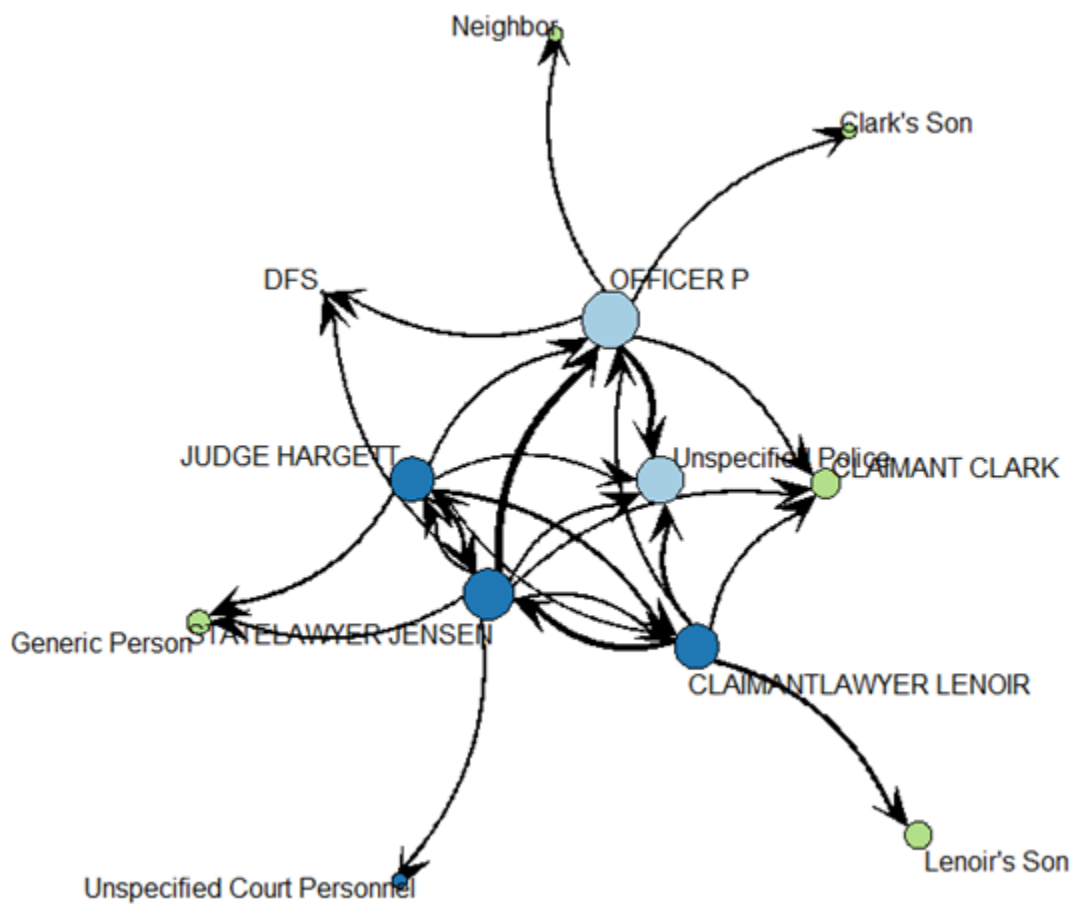 Neighbor
Clark's Son
DFS
OFFICER P
JUDGE HARGETT
Unspecified Police
CLAIMANT CLARK
Generic Person
STATELAWYER JENSEN
CLAIMANTLAWYER LENOIR
Lenoir's Son
Unspecified Court Personnel